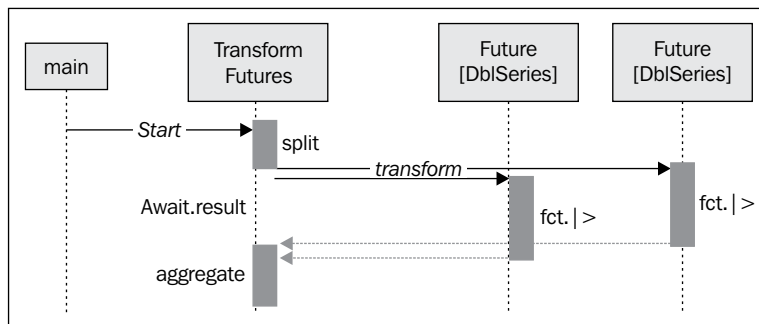 main
Transform
Futures
Future
[DblSeries]
Future
[DblSeries]
Start
split
transform
Await.result
fct.|>
fct.|>
aggregate